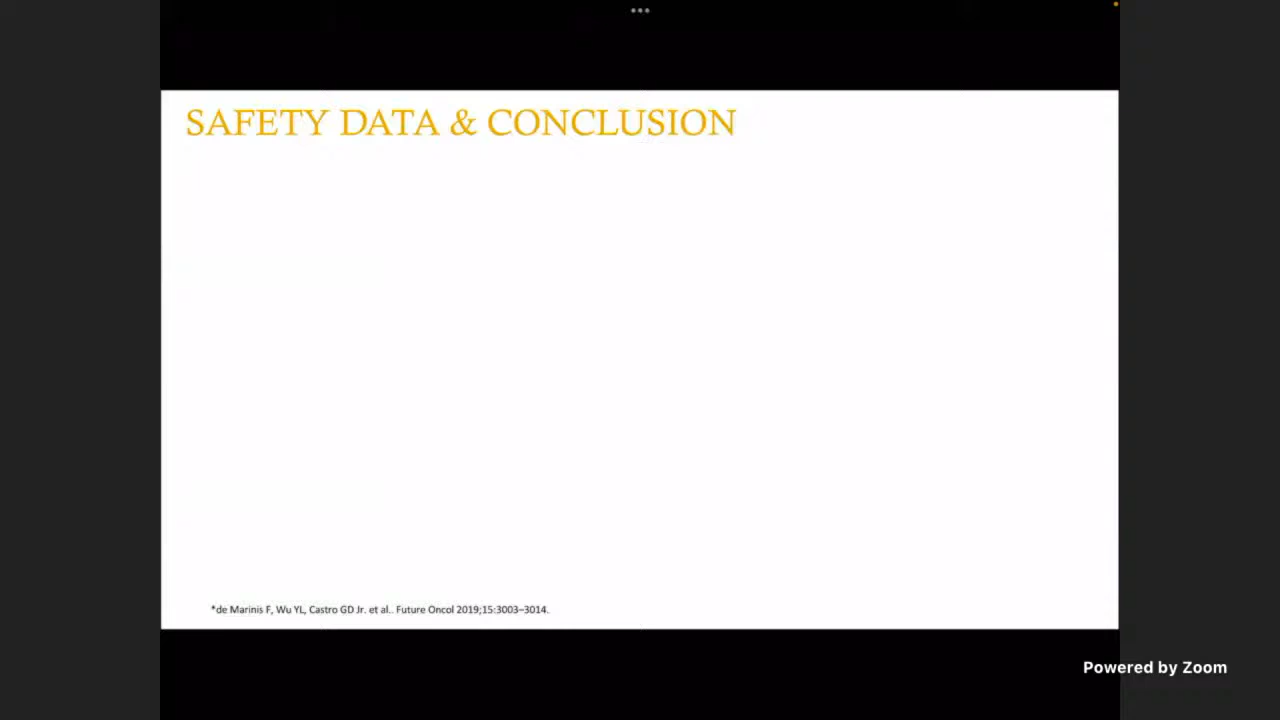 SAFETY DATA & CONCLUSION
*de Marinis F, Wu YL, Castro GD Jr. et al.. Future Oncol 2019;15:3003–3014.
Powered by Zoom